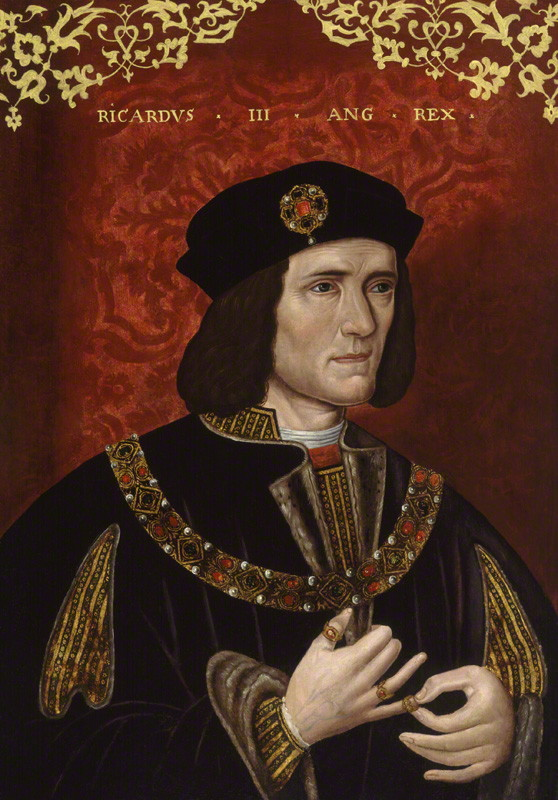 RICARDVS · III · ANG · REX ·